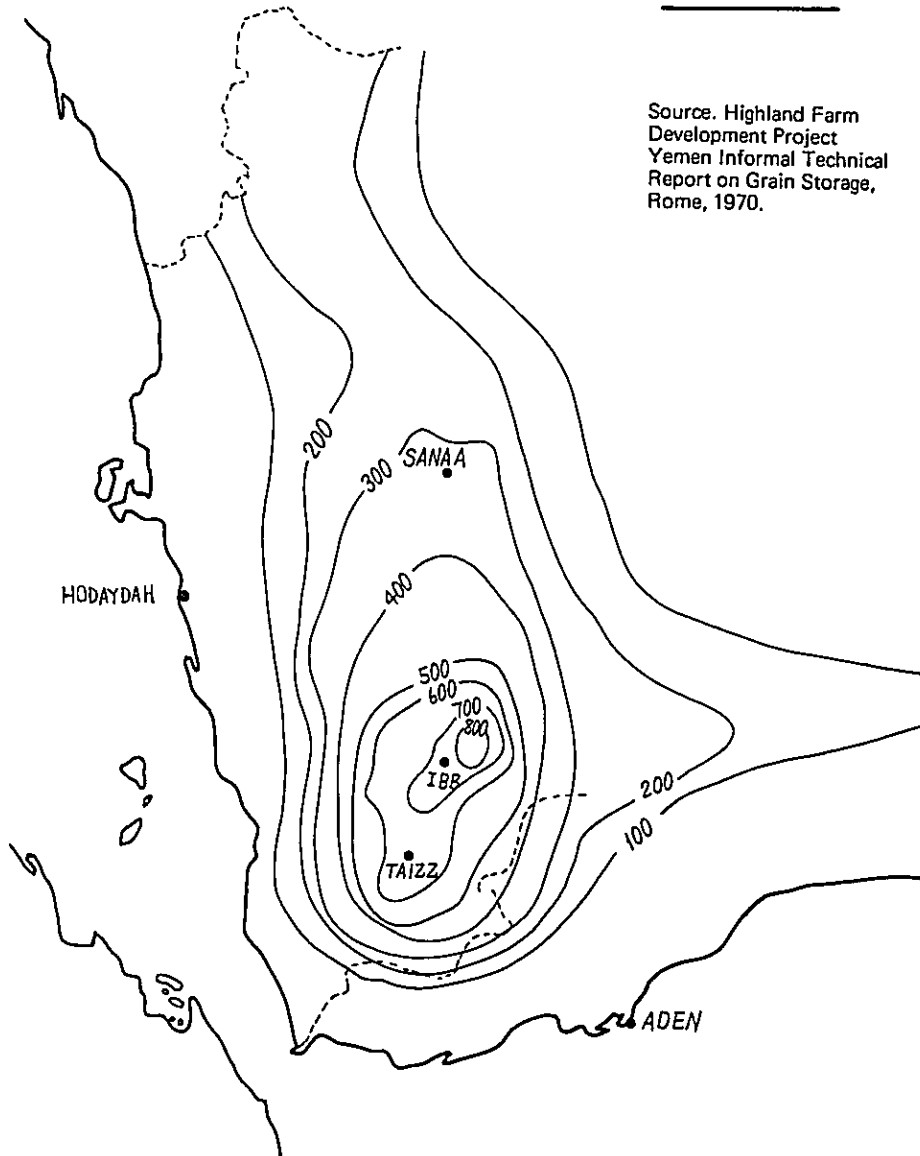 Source. Highland Farm
Development Project
Yemen Informal Technical
Report on Grain Storage,
Rome, 1970.
200
300
SANAA
400
HODAYDAH
500
600
700
800
IBB
200
100
TAIZZ
ADEN